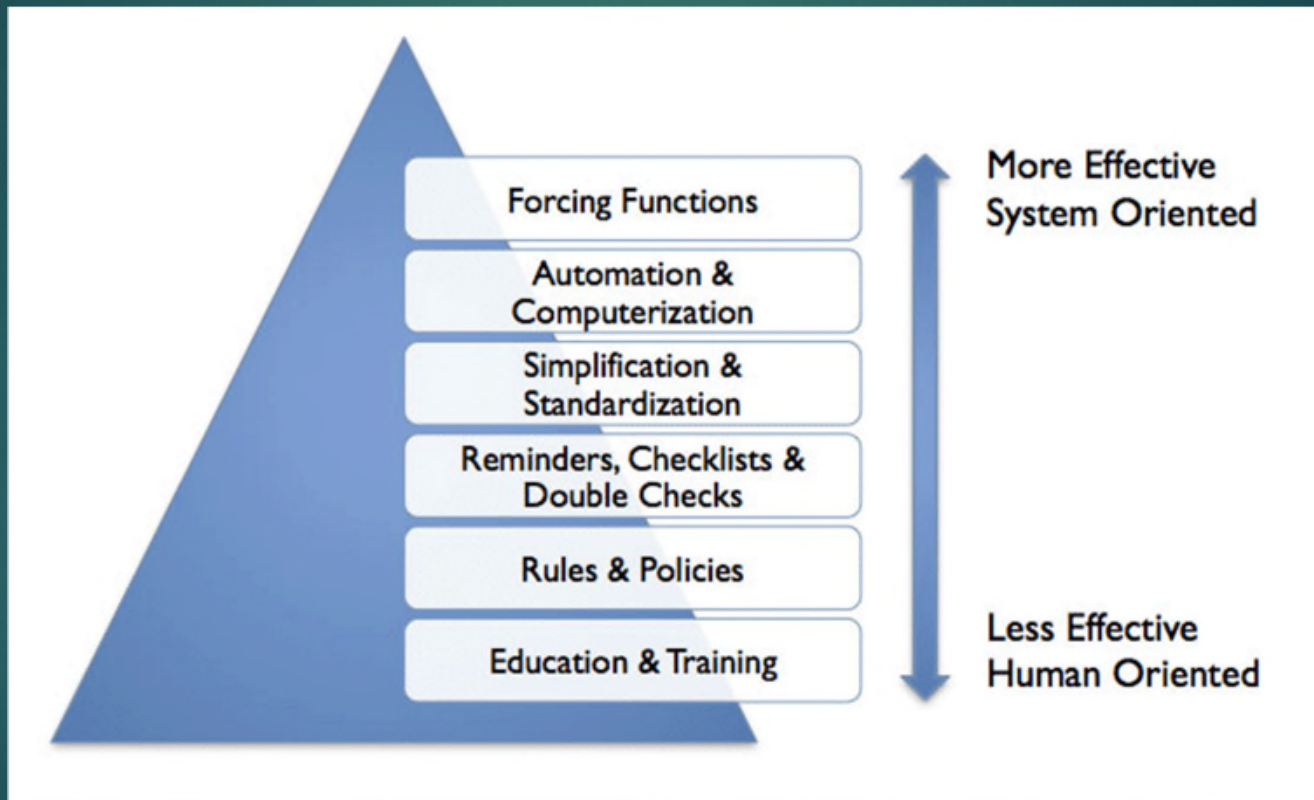 Forcing Functions
Automation &
Computerization
Simplification &
Standardization
Reminders, Checklists &
Double Checks
Rules & Policies
Education & Training
More Effective
System Oriented
Less Effective
Human Oriented